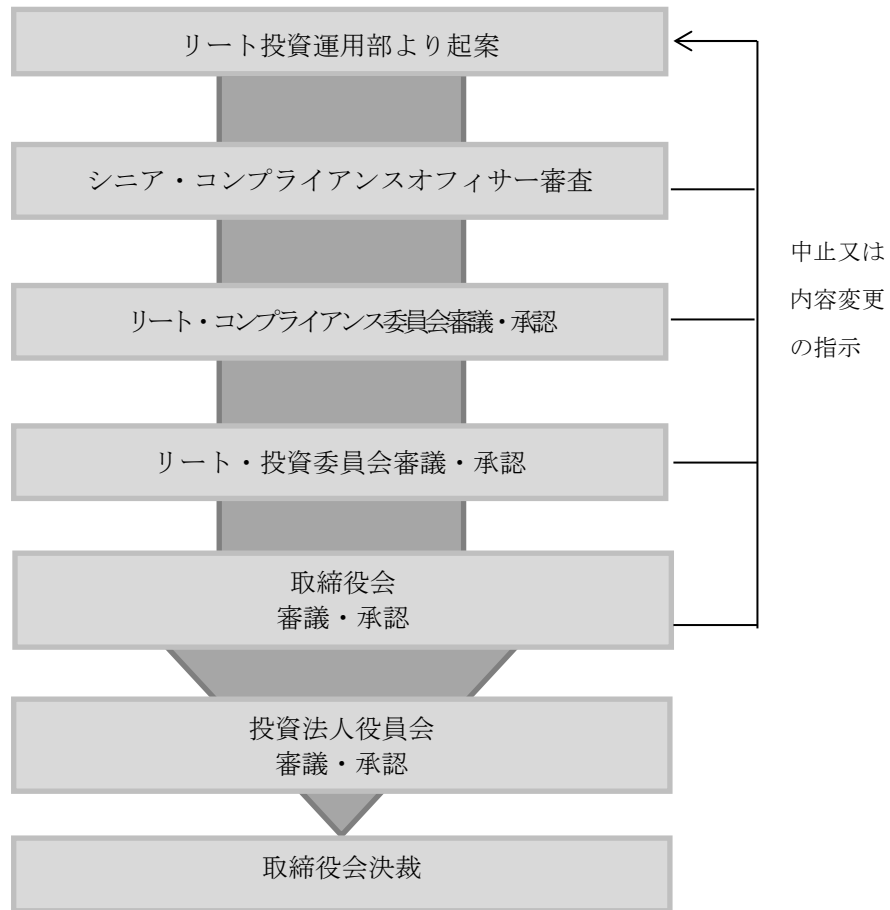 リート投資運用部より起案
シニア・コンプライアンスオフィサー審査
リート・コンプライアンス委員会審議・承認
リート・投資委員会審議・承認
取締役会
審議・承認
投資法人役員会
審議・承認
取締役会決裁
中止又は
内容変更
の指示